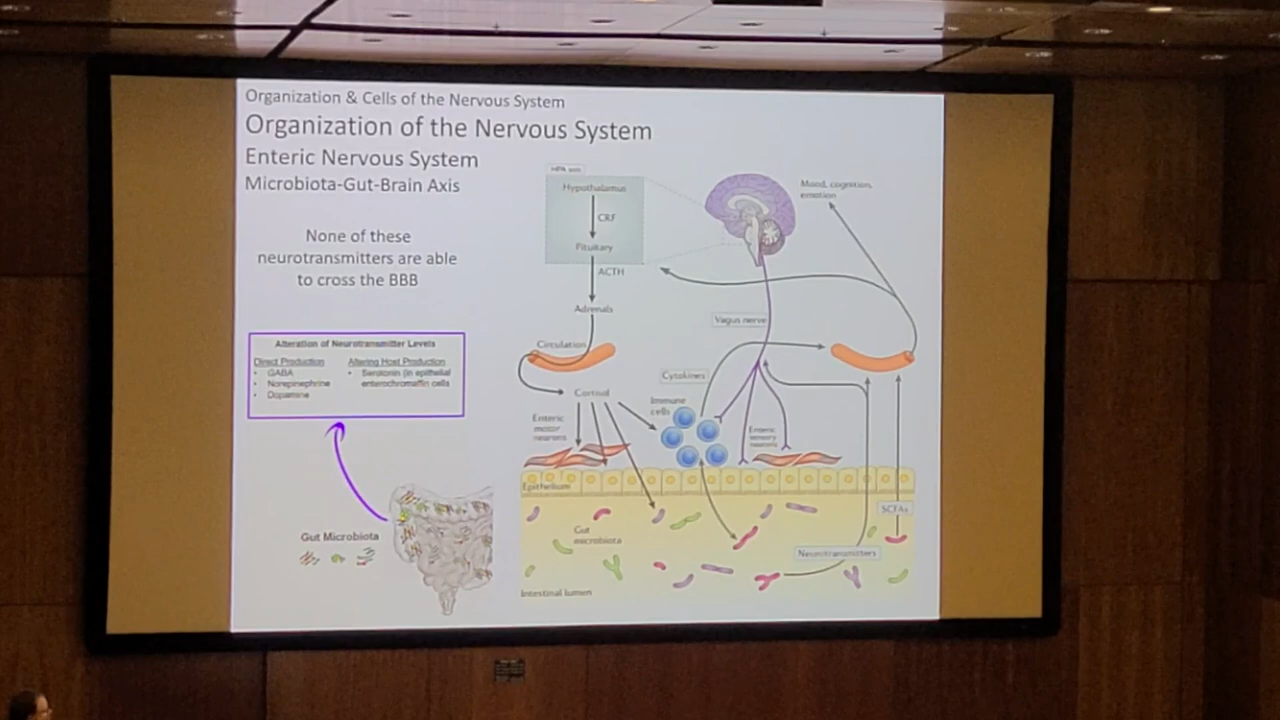 Organization & Cells of the Nervous System
Organization of the Nervous System
Enteric Nervous System
Microbiota-Gut-Brain Axis
None of these
neurotransmitters are able
to cross the BBB
Alteration of Neurotransmitter Levels
Direct Production
• GABA
• Norepinephrine
• Dopamine
Altering Host Production
• Serotonin (in epithelial
enterochromaffin cells
Gut Microbiota
HPA axis
Hypothalamus
CRF
Pituitary
ACTH
Adrenals
Circulation
Cortisol
Enteric
motor
neurons
Epithelium
Gut
microbiota
Intestinal lumen
Mood, cognition,
emotion
Vagus nerve
Cytokines
Immune
cells
Enteric
sensory
neurons
SCFAs
Neurotransmitters